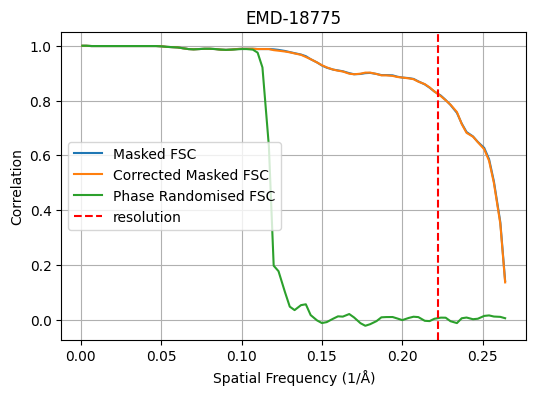 EMD-18775
1.0
0.8
0.6
0.4
0.2
0.0
Correlation
Masked FSC
Corrected Masked FSC
Phase Randomised FSC
resolution
0.00 0.05 0.10 0.15 0.20 0.25
Spatial Frequency (1/Å)